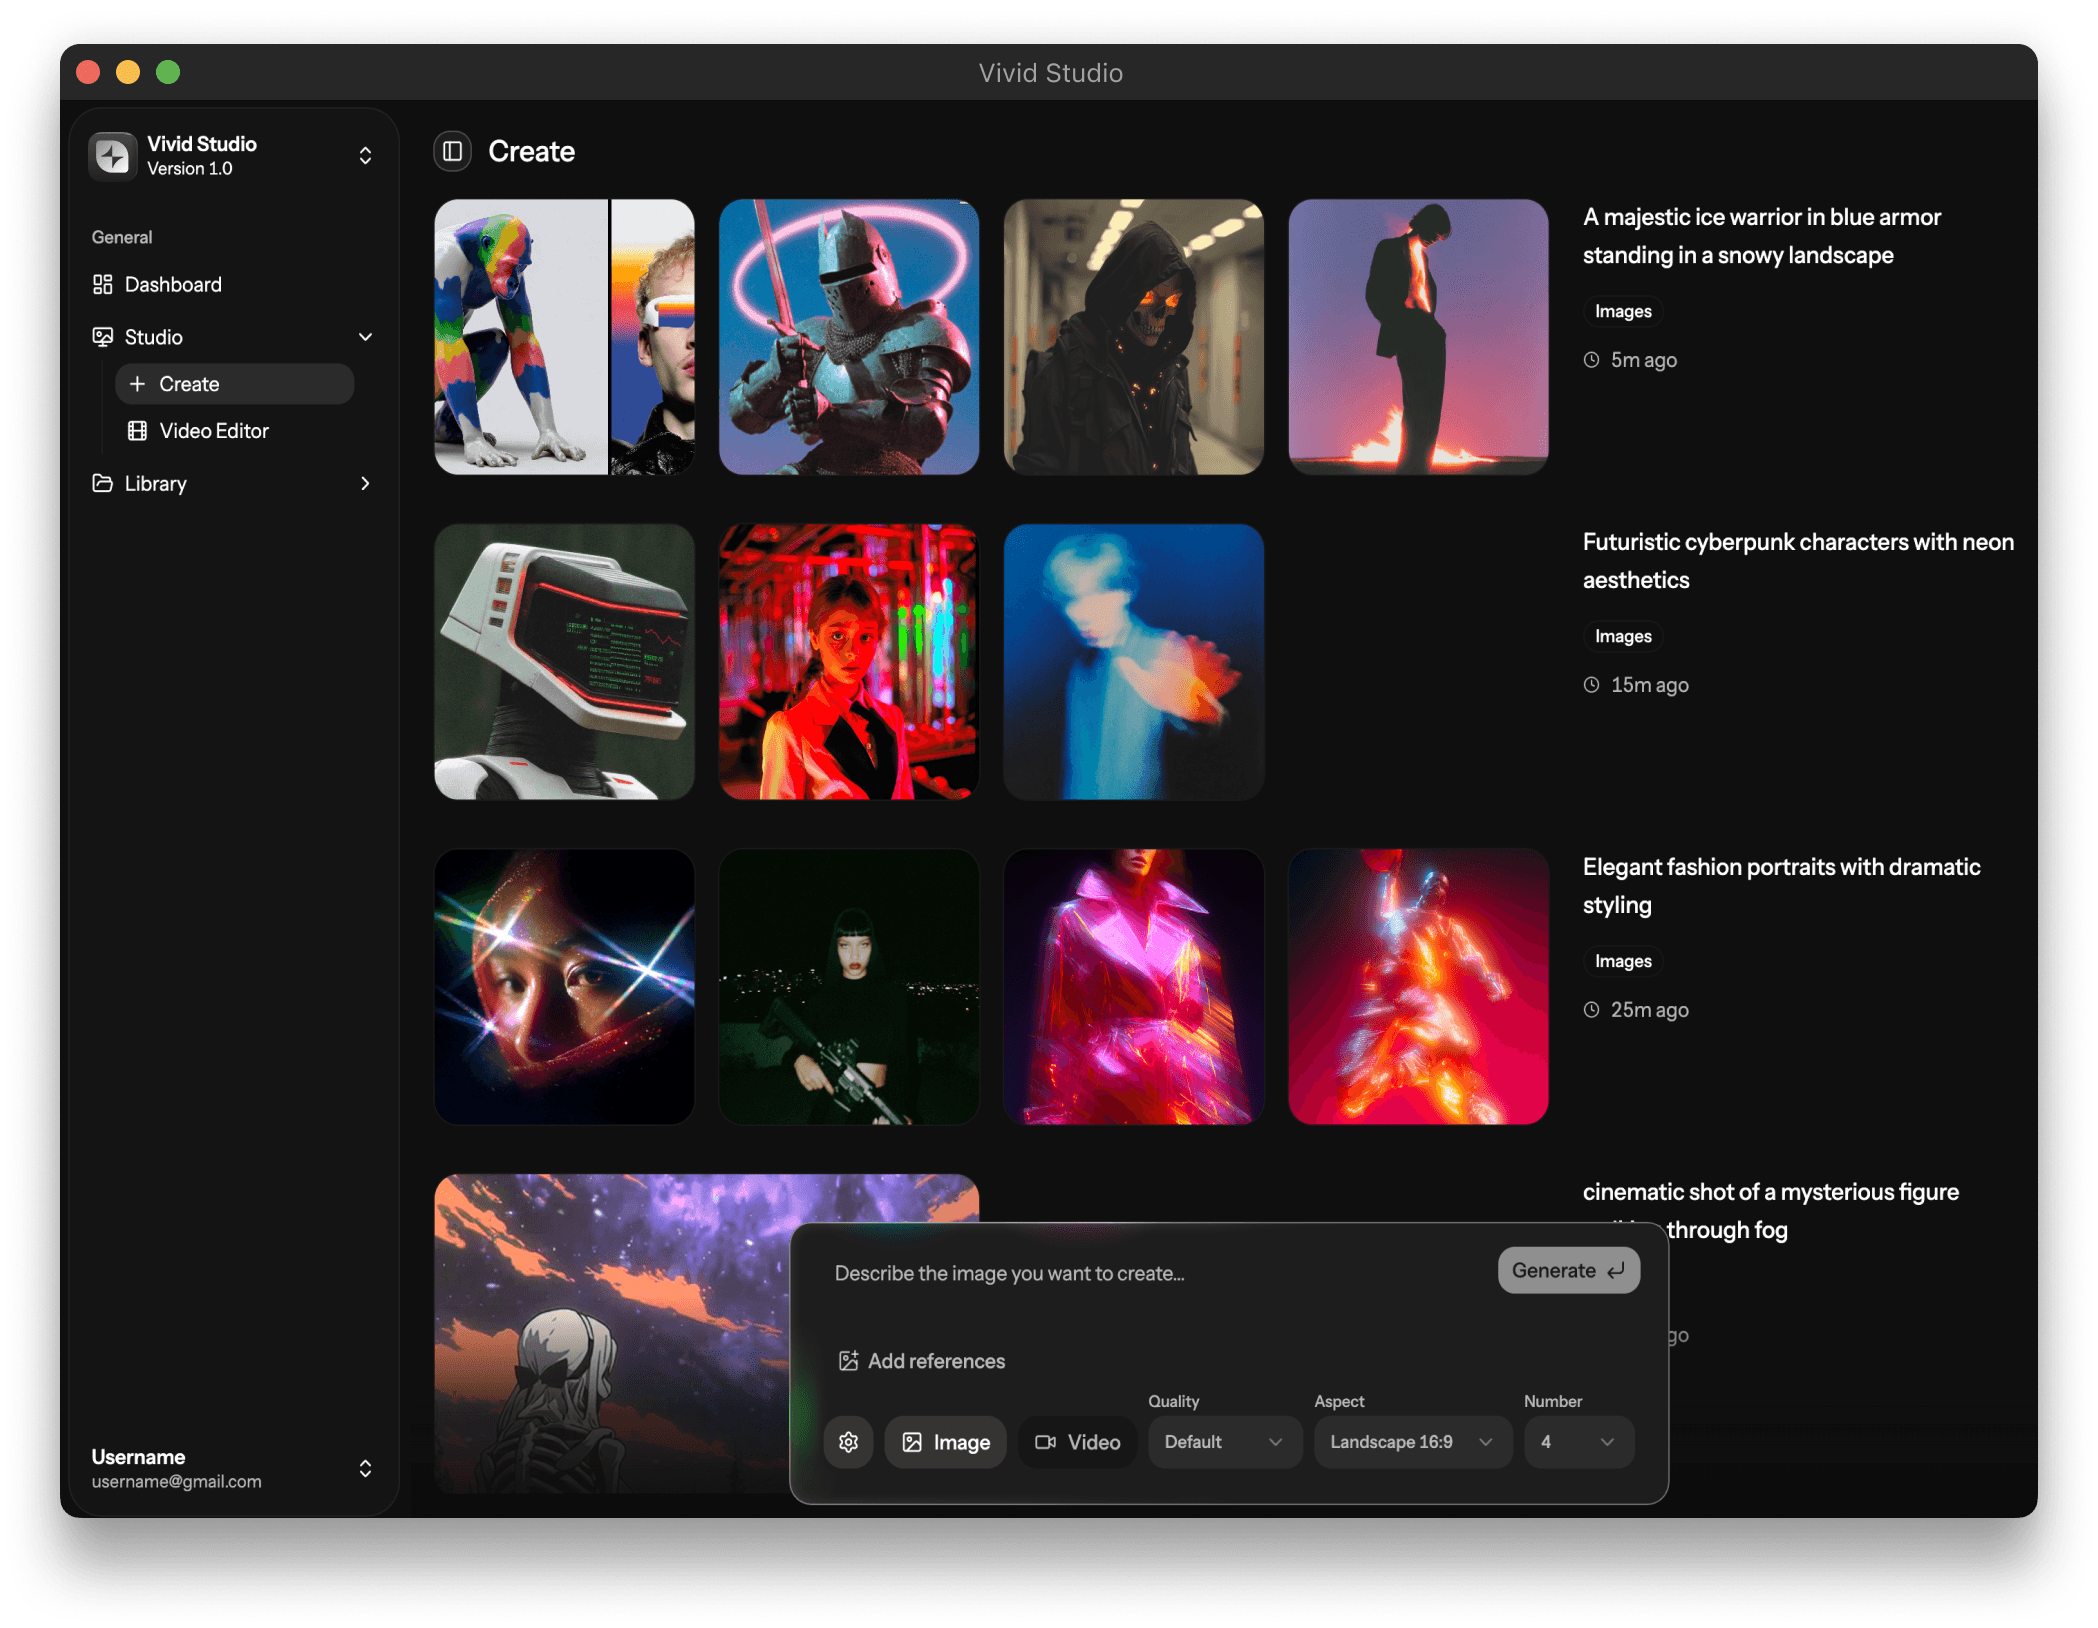 Vivid Studio
Vivid Studio
Version 1.0
General
Dashboard
Studio
Create
Video Editor
Library
Username
username@gmail.com
Create
A majestic ice warrior in blue armor
standing in a snowy landscape
Images
5m ago
Futuristic cyberpunk characters with neon
aesthetics
Images
15m ago
Elegant fashion portraits with dramatic
styling
Images
25m ago
cinematic shot of a mysterious figure
through fog
Describe the image you want to create...
Generate
Add references
Quality
Aspect
Number
Image
Video
Default
Landscape 16:9
4